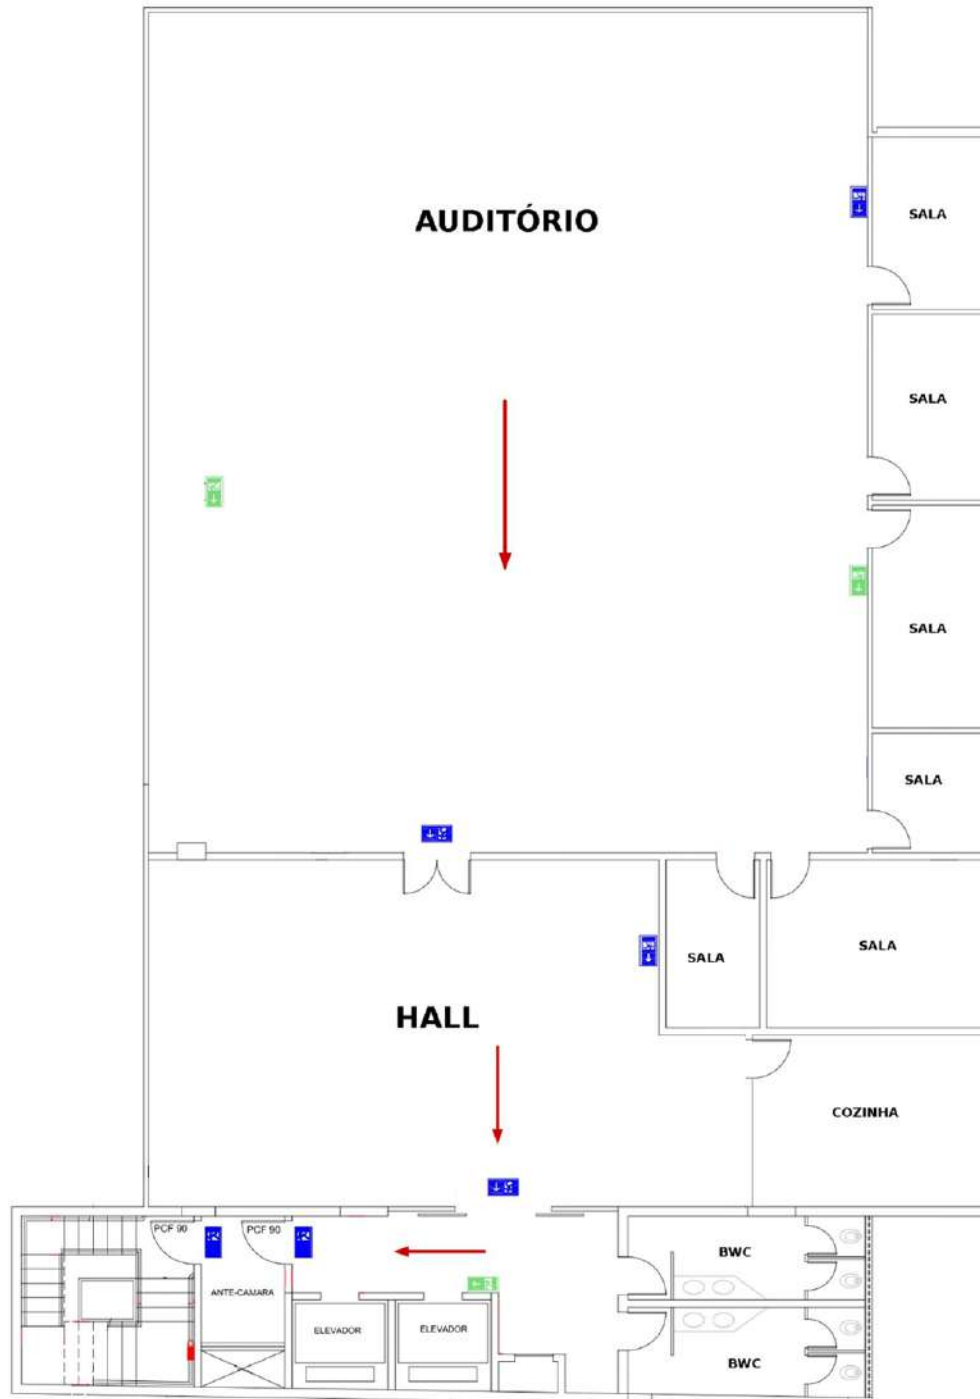 AUDITÓRIO
SALA
SALA
SALA
SALA
SALA
SALA
HALL
COZINHA
PCF 90
PCF 90
BWC
ANTE-CAMARA
ELEVADOR
ELEVADOR
BWC